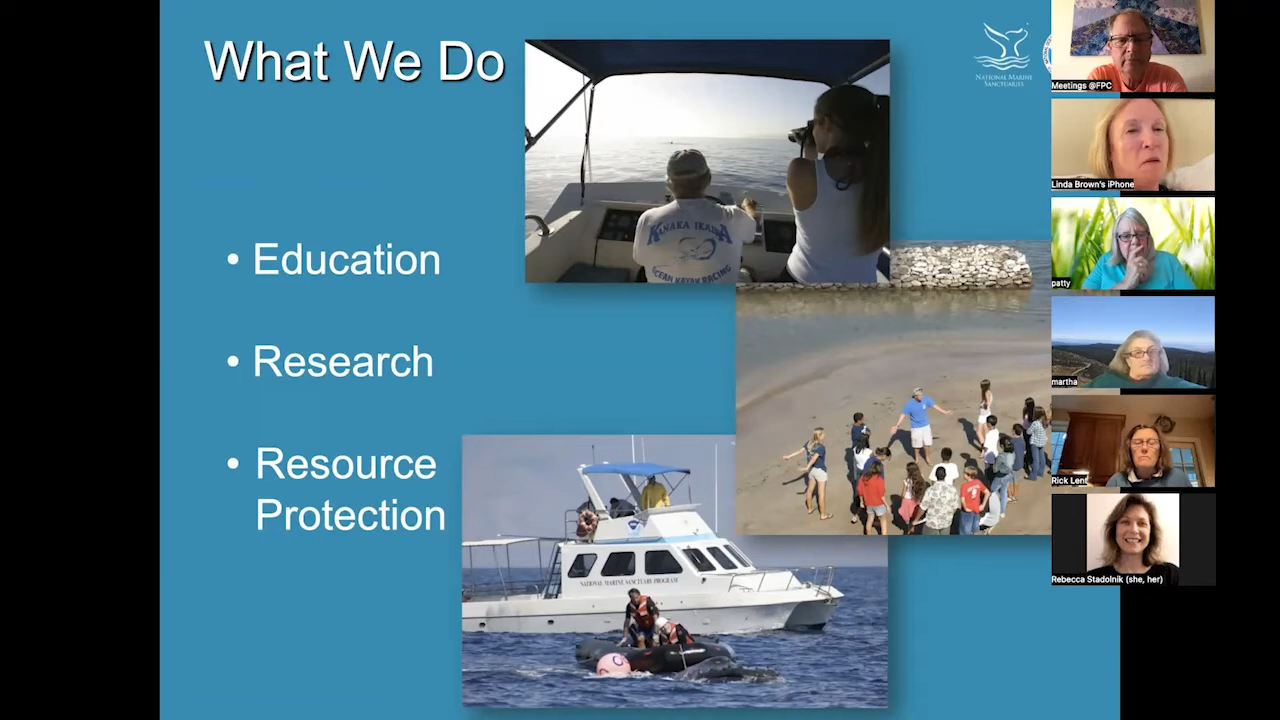 What We Do
• Education
• Research
• Resource
Protection
KANAKA IKAIKA
OCEAN KAYAK RACING
NATIONAL MARINE SANCTUARY PROGRAM
NATIONAL MARINE
SANCTUARIES
Meetings @FPC
Linda Brown's iPhone
patty
martha
Rick Lent
Rebecca Stadolnik (she, her)